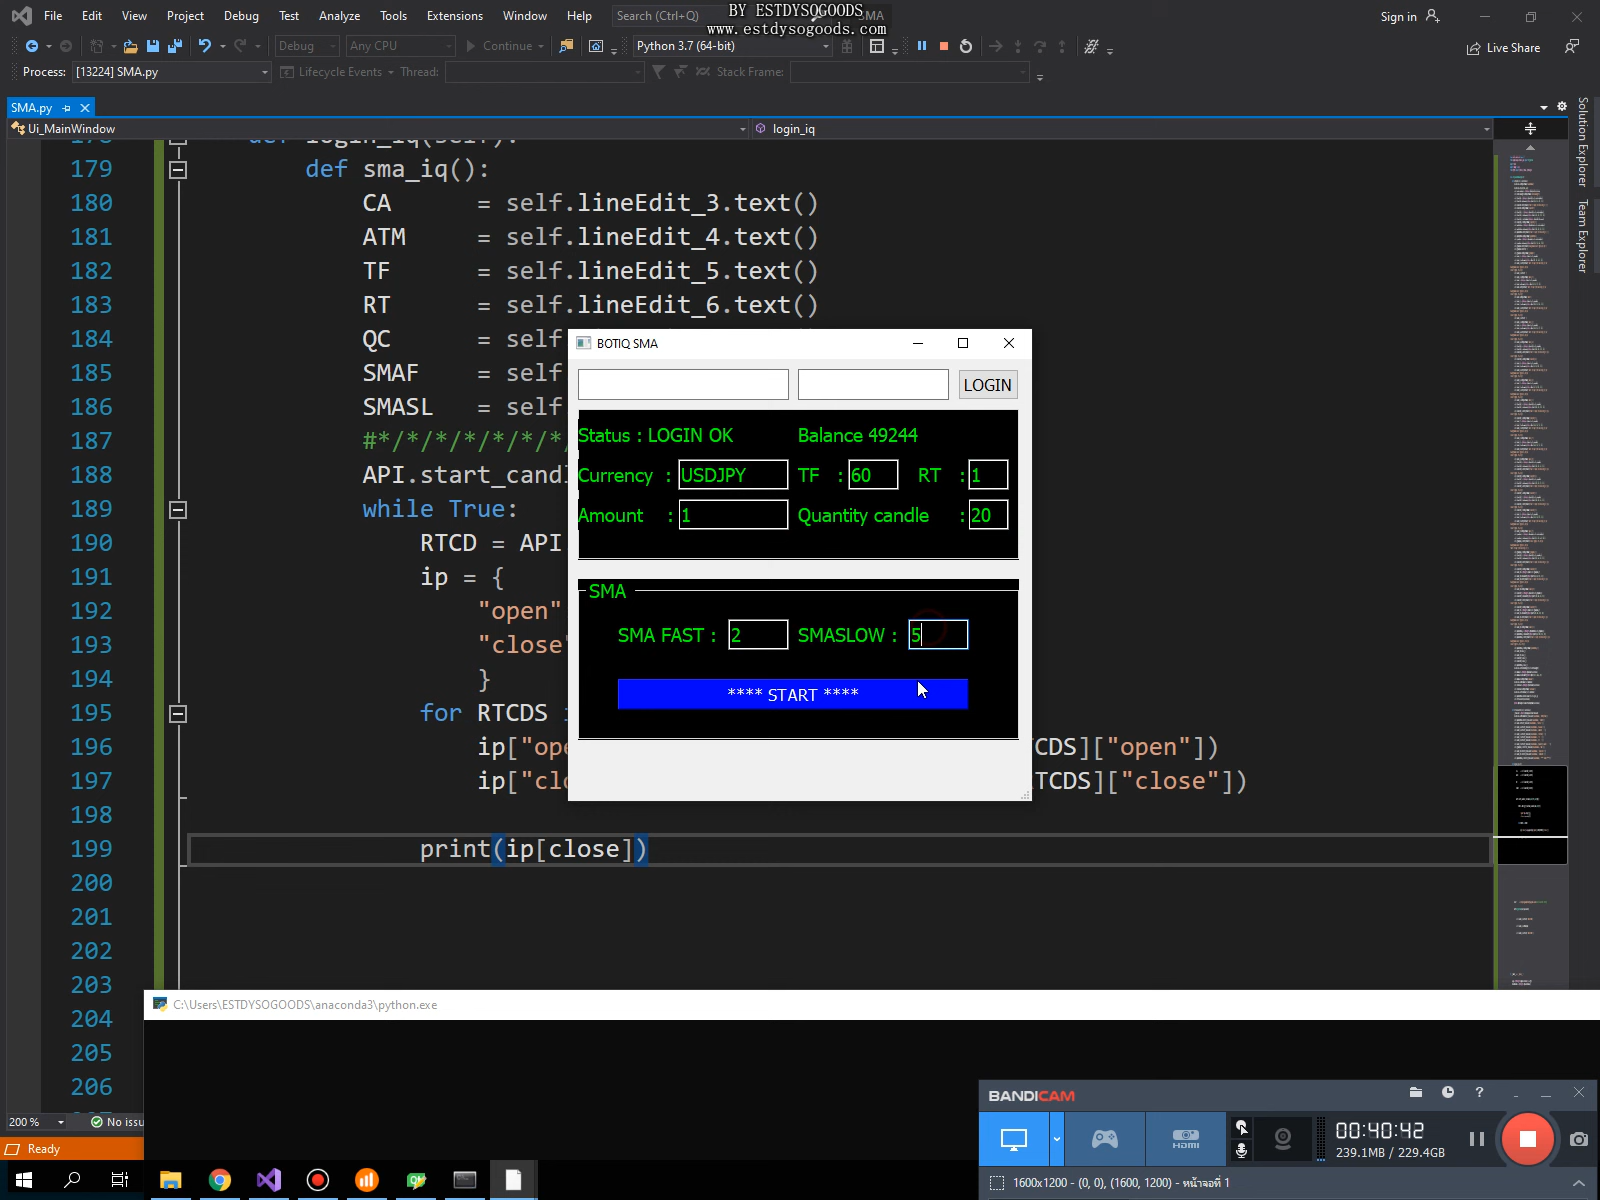 BY ESTDYSOGOODS
www.estdysogoods.com
File Edit View Project Debug Test Analyze Tools Extensions Window Help Search (Ctrl+Q) SMA Sign in
Debug Any CPU Continue Python 3.7 (64-bit) Live Share
Process: [13224] SMA.py Lifecycle Events Thread: Stack Frame:
SMA.py
Ui_MainWindow login_iq
Solution Explorer
Team Explorer
179 def sma_iq():
180 CA = self.lineEdit_3.text()
181 ATM = self.lineEdit_4.text()
182 TF = self.lineEdit_5.text()
183 RT = self.lineEdit_6.text()
184 QC = self.
185 SMAF = self.
186 SMASL = self.
187 #*/*/*/*/*/*/*/
188 API.start_candl
189 while True:
190 RTCD = API
191 ip = {
192 "open"
193 "close"
194 }
195 for RTCDS
196 ip["ope CDS]["open"])
197 ip["clo TCDS]["close"])
198
199 print(ip[close])
200
201
202
203
204
205
206
BOTIQ SMA
LOGIN
Status : LOGIN OK Balance 49244
Currency : USDJPY TF : 60 RT : 1
Amount : 1 Quantity candle : 20
SMA
SMA FAST : 2 SMASLOW : 5
**** START ****
C:\Users\ESTDYSOGOODS\anaconda3\python.exe
200 % No issu
Ready
BANDICAM
HDMI
00:40:42
239.1MB / 229.4GB
1600x1200 - (0, 0), (1600, 1200) - หน้าจอที่ 1